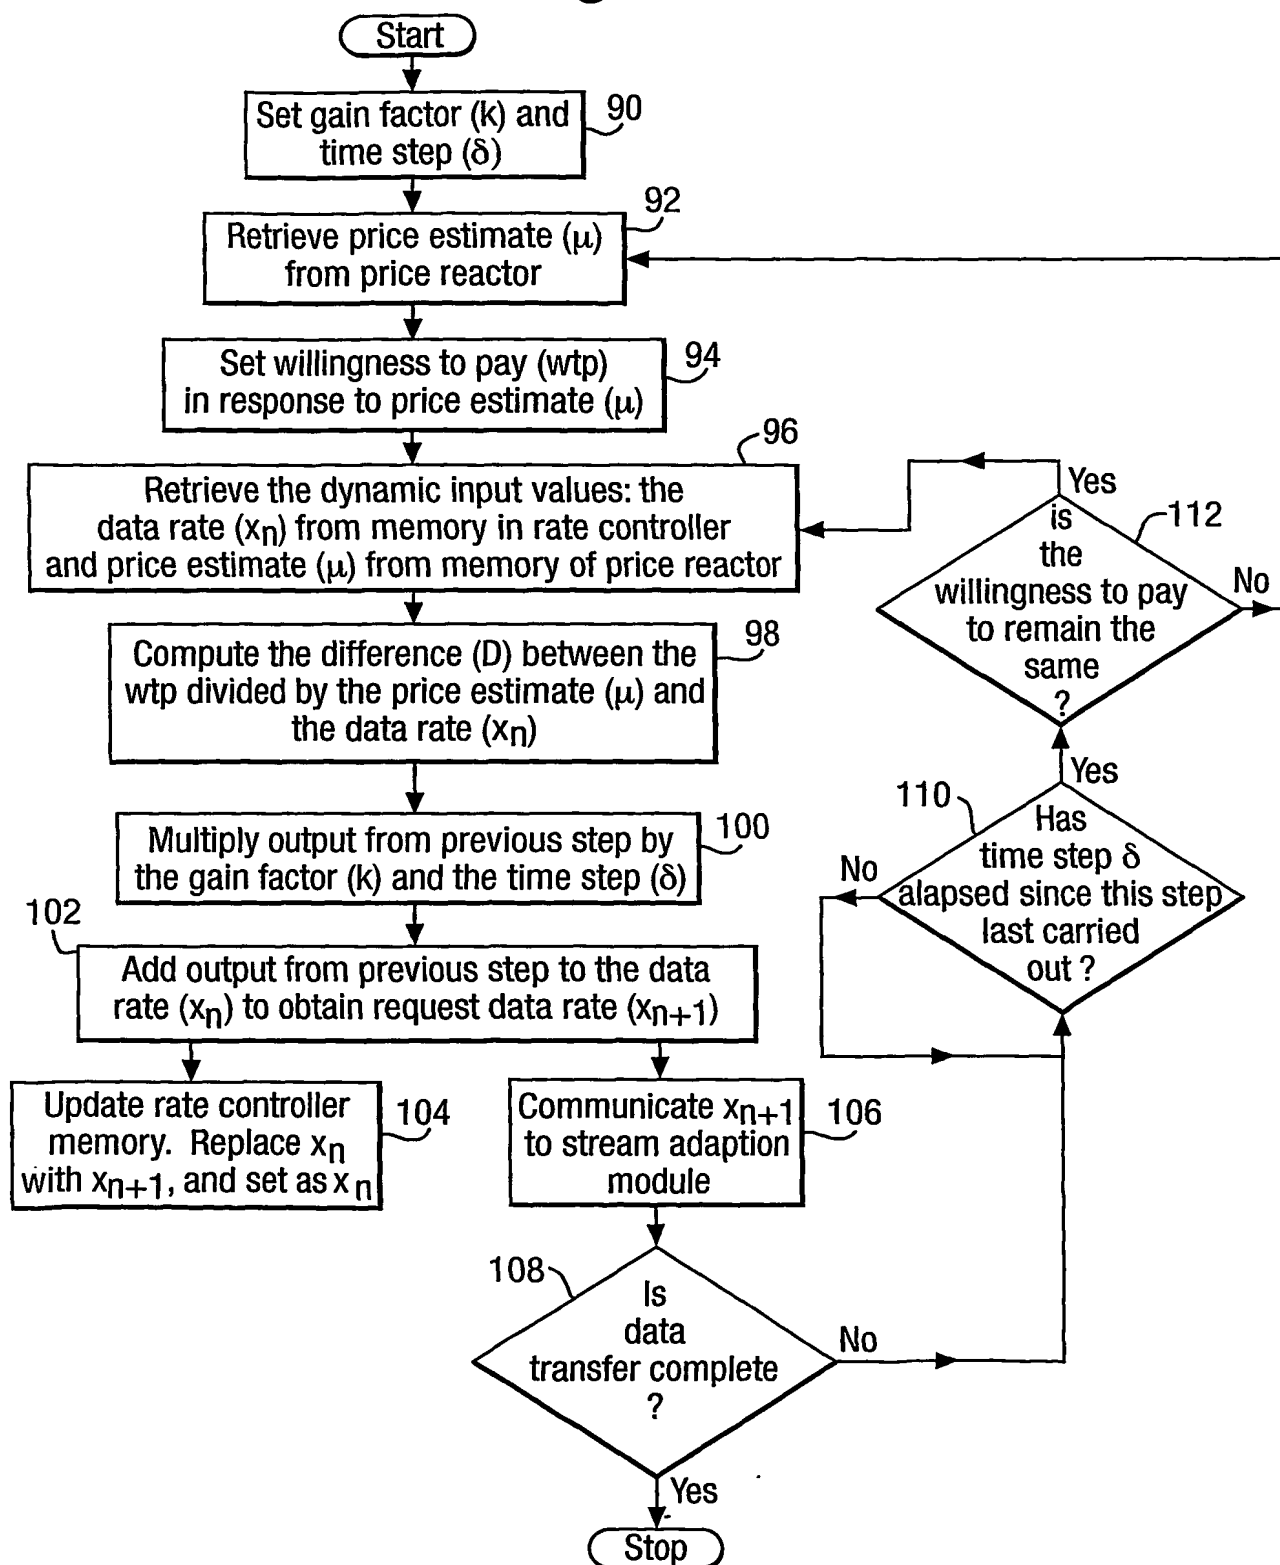 Start
Set gain factor (k) and
time step (δ)
90
Retrieve price estimate (μ)
from price reactor
92
Set willingness to pay (wtp)
in response to price estimate (μ)
94
Retrieve the dynamic input values: the
data rate (xn) from memory in rate controller
and price estimate (μ) from memory of price reactor
96
Compute the difference (D) between the
wtp divided by the price estimate (μ) and
the data rate (xn)
98
Multiply output from previous step by
the gain factor (k) and the time step (δ)
100
102
Add output from previous step to the data
rate (xn) to obtain request data rate (xn+1)
Update rate controller
memory. Replace xn
with xn+1, and set as xn
104
Communicate xn+1
to stream adaption
module
106
108
Is
data
transfer complete
?
No
Yes
Stop
110
Has
time step δ
alapsed since this step
last carried
out ?
No
Yes
112
is
the
willingness to pay
to remain the
same
?
Yes
No